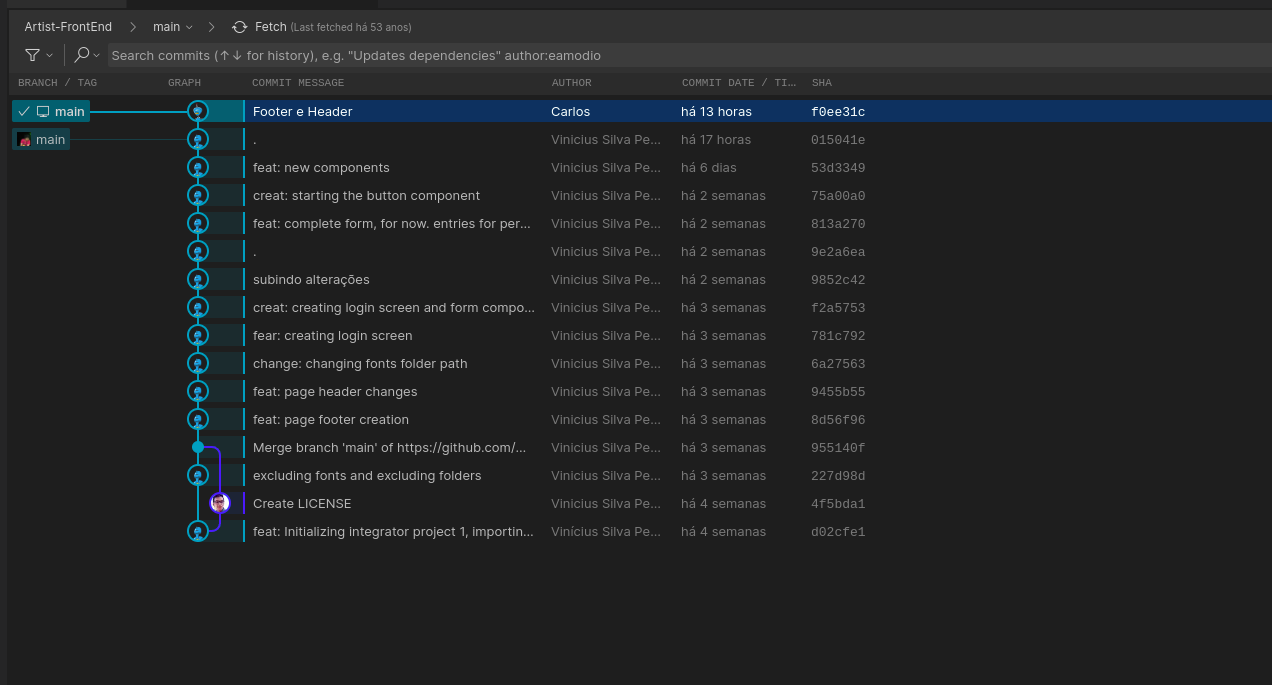 Artist-FrontEnd main Fetch (Last fetched há 53 anos)
Search commits (↑↓ for history), e.g. "Updates dependencies" author:eamodio
BRANCH / TAG GRAPH COMMIT MESSAGE AUTHOR COMMIT DATE / TI... SHA
main Footer e Header Carlos há 13 horas f0ee31c
main . Vinicius Silva Pe... há 17 horas 015041e
feat: new components Vinicius Silva Pe... há 6 dias 53d3349
creat: starting the button component Vinicius Silva Pe... há 2 semanas 75a00a0
feat: complete form, for now. entries for per... Vinicius Silva Pe... há 2 semanas 813a270
. Vinicius Silva Pe... há 2 semanas 9e2a6ea
subindo alterações Vinicius Silva Pe... há 2 semanas 9852c42
creat: creating login screen and form compo... Vinicius Silva Pe... há 3 semanas f2a5753
fear: creating login screen Vinicius Silva Pe... há 3 semanas 781c792
change: changing fonts folder path Vinicius Silva Pe... há 3 semanas 6a27563
feat: page header changes Vinicius Silva Pe... há 3 semanas 9455b55
feat: page footer creation Vinicius Silva Pe... há 3 semanas 8d56f96
Merge branch 'main' of https://github.com/... Vinicius Silva Pe... há 3 semanas 955140f
excluding fonts and excluding folders Vinicius Silva Pe... há 3 semanas 227d98d
Create LICENSE Vinicius Silva Pe... há 4 semanas 4f5bda1
feat: Initializing integrator project 1, importin... Vinícius Silva Pe... há 4 semanas d02cfe1